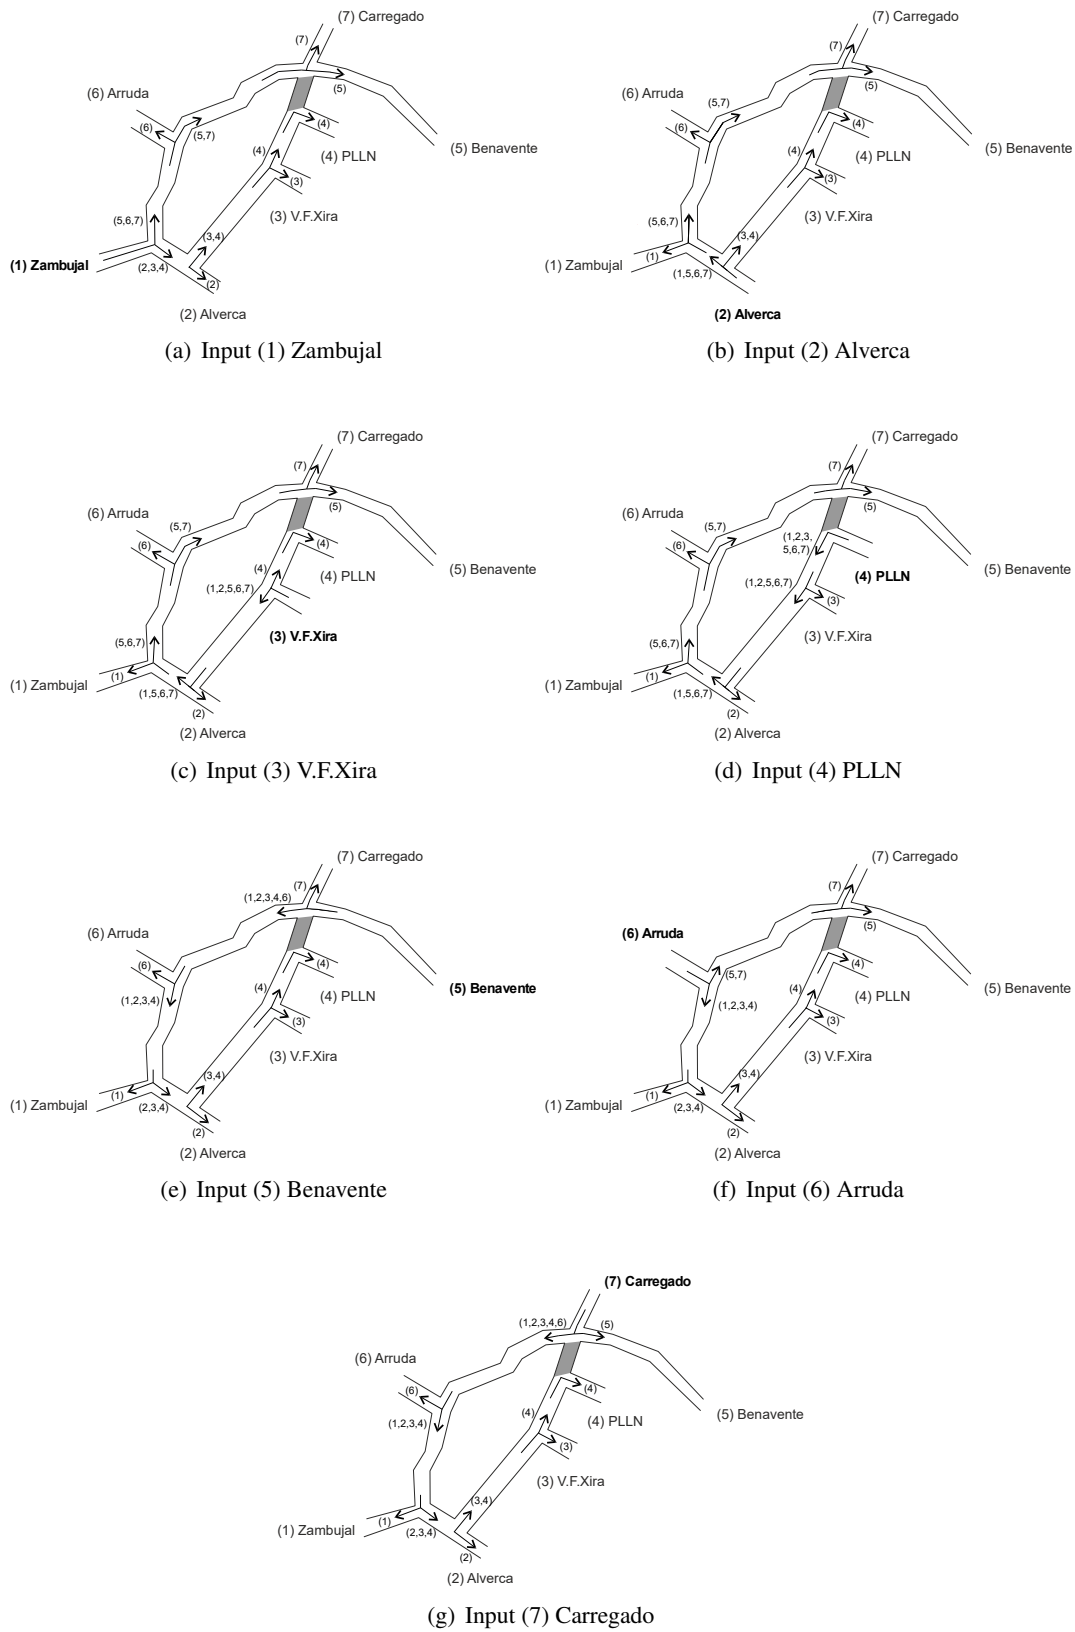 (7) Carregado
(7)
(6) Arruda
(5)
(6)
(5,7)
(4)
(4)
(4) PLLN
(5) Benavente
(3)
(5,6,7)
(3) V.F.Xira
(3,4)
(1) Zambujal
(2,3,4)
(2)
(2) Alverca
(a) Input (1) Zambujal
(7) Carregado
(7)
(6) Arruda
(5)
(5,7)
(6)
(4)
(4)
(4) PLLN
(5) Benavente
(3)
(5,6,7)
(3) V.F.Xira
(3,4)
(1)
(1) Zambujal
(1,5,6,7)
(2) Alverca
(b) Input (2) Alverca
(7) Carregado
(7)
(5)
(6) Arruda
(5,7)
(6)
(4)
(4)
(4) PLLN
(5) Benavente
(1,2,5,6,7)
(3) V.F.Xira
(5,6,7)
(1)
(1) Zambujal
(1,5,6,7)
(2)
(2) Alverca
(c) Input (3) V.F.Xira
(7) Carregado
(7)
(5)
(6) Arruda
(5,7)
(1,2,3,
5,6,7)
(6)
(4) PLLN
(5) Benavente
(1,2,5,6,7)
(3)
(3) V.F.Xira
(5,6,7)
(1)
(1) Zambujal
(1,5,6,7)
(2)
(2) Alverca
(d) Input (4) PLLN
(7) Carregado
(7)
(1,2,3,4,6)
(6) Arruda
(6)
(4)
(4)
(4) PLLN
(5) Benavente
(1,2,3,4)
(3)
(3) V.F.Xira
(3,4)
(1)
(1) Zambujal
(2,3,4)
(2)
(2) Alverca
(e) Input (5) Benavente
(7) Carregado
(7)
(5)
(6) Arruda
(5,7)
(4)
(4)
(4) PLLN
(5) Benavente
(1,2,3,4)
(3)
(3) V.F.Xira
(3,4)
(1)
(1) Zambujal
(2,3,4)
(2)
(2) Alverca
(f) Input (6) Arruda
(7) Carregado
(1,2,3,4,6)
(5)
(6) Arruda
(6)
(4)
(4)
(4) PLLN
(5) Benavente
(1,2,3,4)
(3)
(3) V.F.Xira
(3,4)
(1)
(1) Zambujal
(2,3,4)
(2)
(2) Alverca
(g) Input (7) Carregado